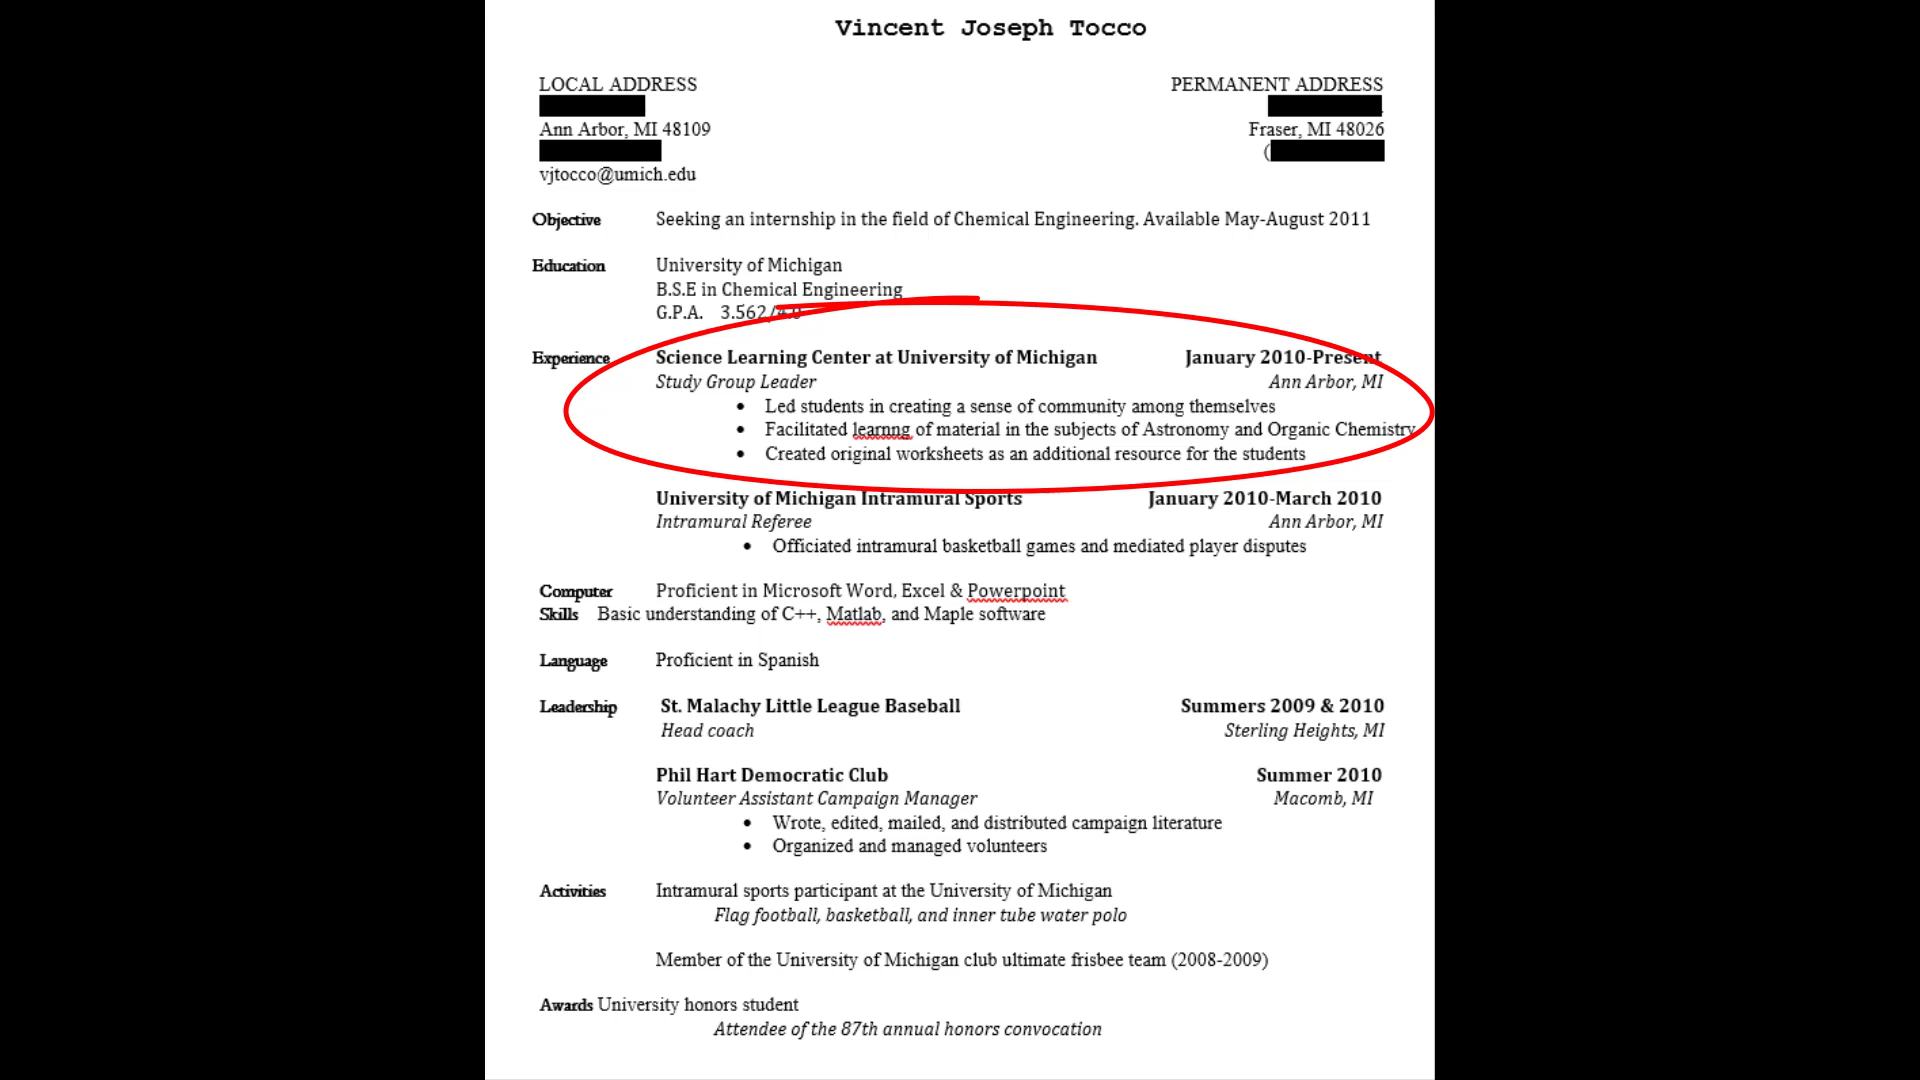 Vincent Joseph Tocco
LOCAL ADDRESS PERMANENT ADDRESS
Ann Arbor, MI 48109 Fraser, MI 48026
(
vjtocco@umich.edu
Objective Seeking an internship in the field of Chemical Engineering. Available May-August 2011
Education University of Michigan
B.S.E in Chemical Engineering
G.P.A. 3.562/4.0
Experience Science Learning Center at University of Michigan January 2010-Present
Study Group Leader Ann Arbor, MI
• Led students in creating a sense of community among themselves
• Facilitated learnng of material in the subjects of Astronomy and Organic Chemistry
• Created original worksheets as an additional resource for the students
University of Michigan Intramural Sports January 2010-March 2010
Intramural Referee Ann Arbor, MI
• Officiated intramural basketball games and mediated player disputes
Computer Proficient in Microsoft Word, Excel & Powerpoint
Skills Basic understanding of C++, Matlab, and Maple software
Language Proficient in Spanish
Leadership St. Malachy Little League Baseball Summers 2009 & 2010
Head coach Sterling Heights, MI
Phil Hart Democratic Club Summer 2010
Volunteer Assistant Campaign Manager Macomb, MI
• Wrote, edited, mailed, and distributed campaign literature
• Organized and managed volunteers
Activities Intramural sports participant at the University of Michigan
Flag football, basketball, and inner tube water polo
Member of the University of Michigan club ultimate frisbee team (2008-2009)
Awards University honors student
Attendee of the 87th annual honors convocation